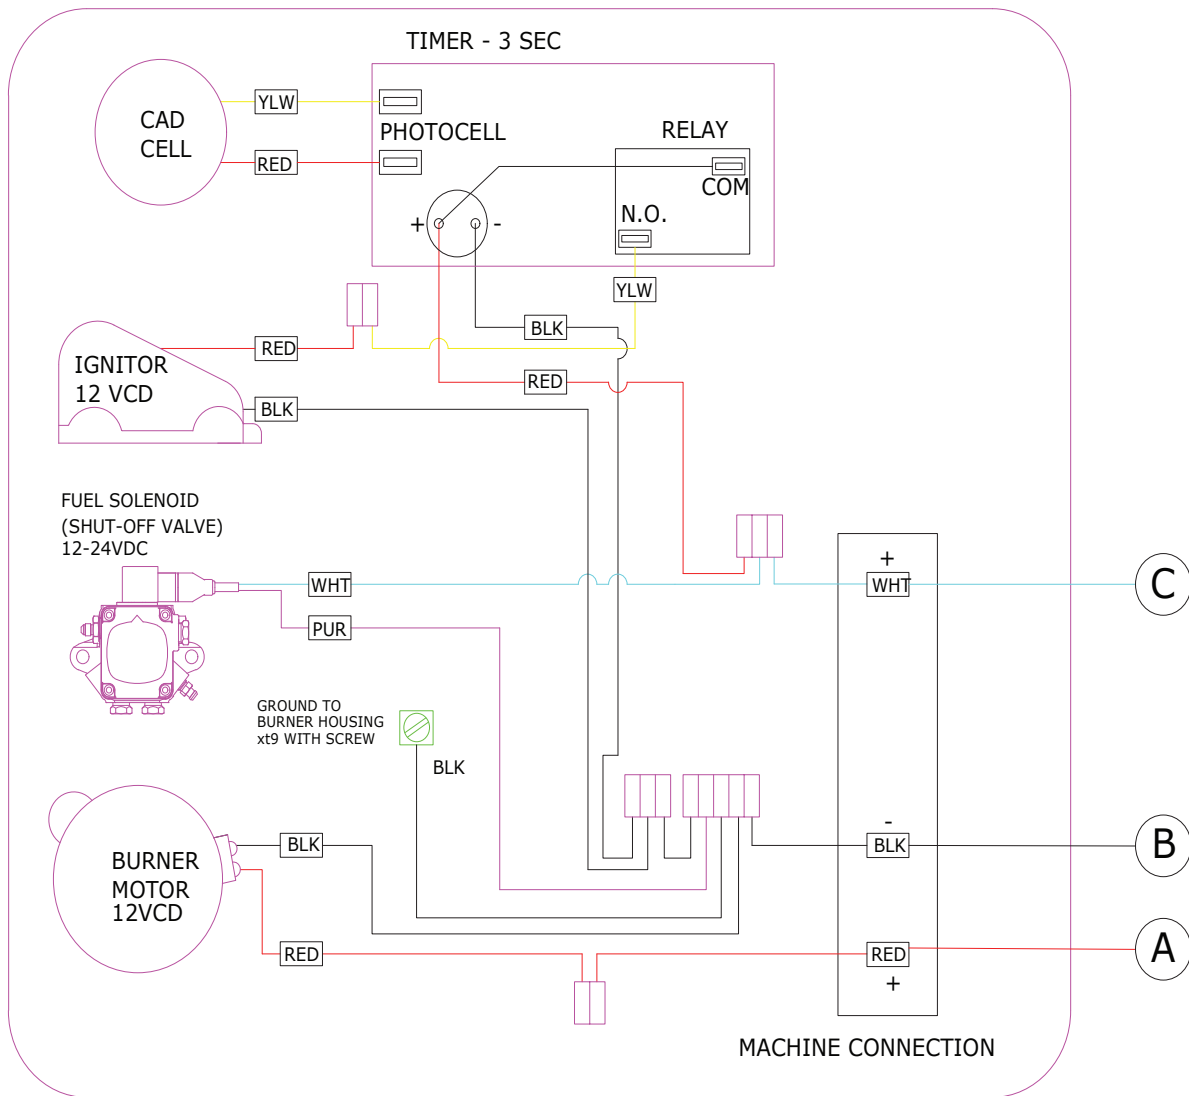 TIMER - 3 SEC
YLW
CAD
CELL
PHOTOCELL
RELAY
RED
COM
N.O.
+
-
YLW
BLK
RED
IGNITOR
12 VCD
RED
BLK
FUEL SOLENOID
(SHUT-OFF VALVE)
12-24VDC
+
WHT
WHT
C
PUR
GROUND TO
BURNER HOUSING
xt9 WITH SCREW
BLK
-
BLK
BLK
B
BURNER
MOTOR
12VCD
RED
RED
A
+
MACHINE CONNECTION